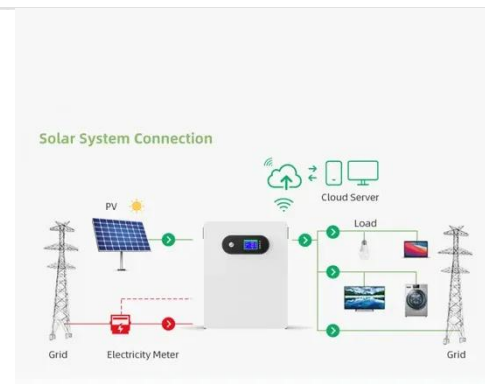 Solar System Connection
Cloud Server
PV
Load
Grid
Electricity Meter
Grid